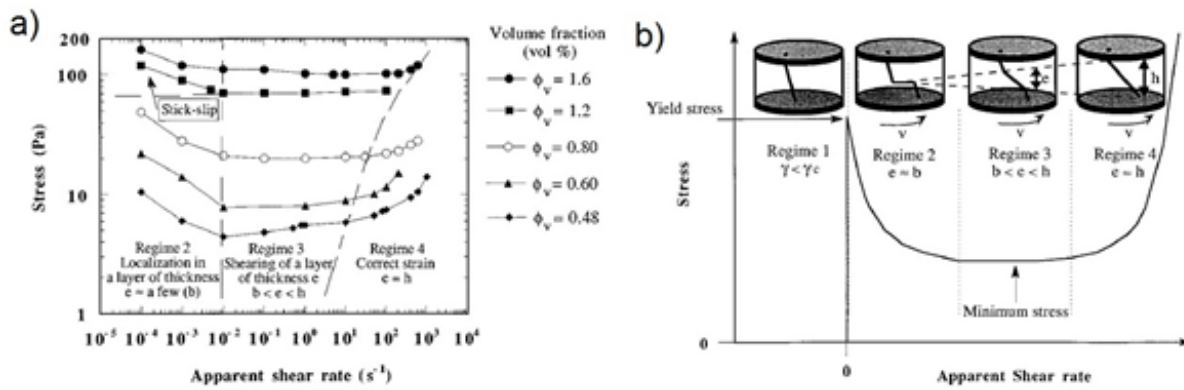 a)
200
100
10
1
Stress (Pa)
Stick-slip
Regime 2
Localization in
a layer of thickness
e ≈ a few (b)
Regime 3
Shearing of a layer
of thickness e
b < e < h
Regime 4
Correct strain
e = h
10⁻⁵ 10⁻⁴ 10⁻³ 10⁻² 10⁻¹ 10⁰ 10¹ 10² 10³ 10⁴
Apparent shear rate (s⁻¹)
Volume fraction
(vol %)
ϕᵥ = 1.6
ϕᵥ = 1.2
ϕᵥ = 0.80
ϕᵥ = 0.60
ϕᵥ = 0.48
b)
Yield stress
Stress
e
h
v
v
v
Regime 1
γ < γc
Regime 2
e ≈ b
Regime 3
b < e < h
Regime 4
e ≈ h
Minimum stress
0
0
Apparent Shear rate